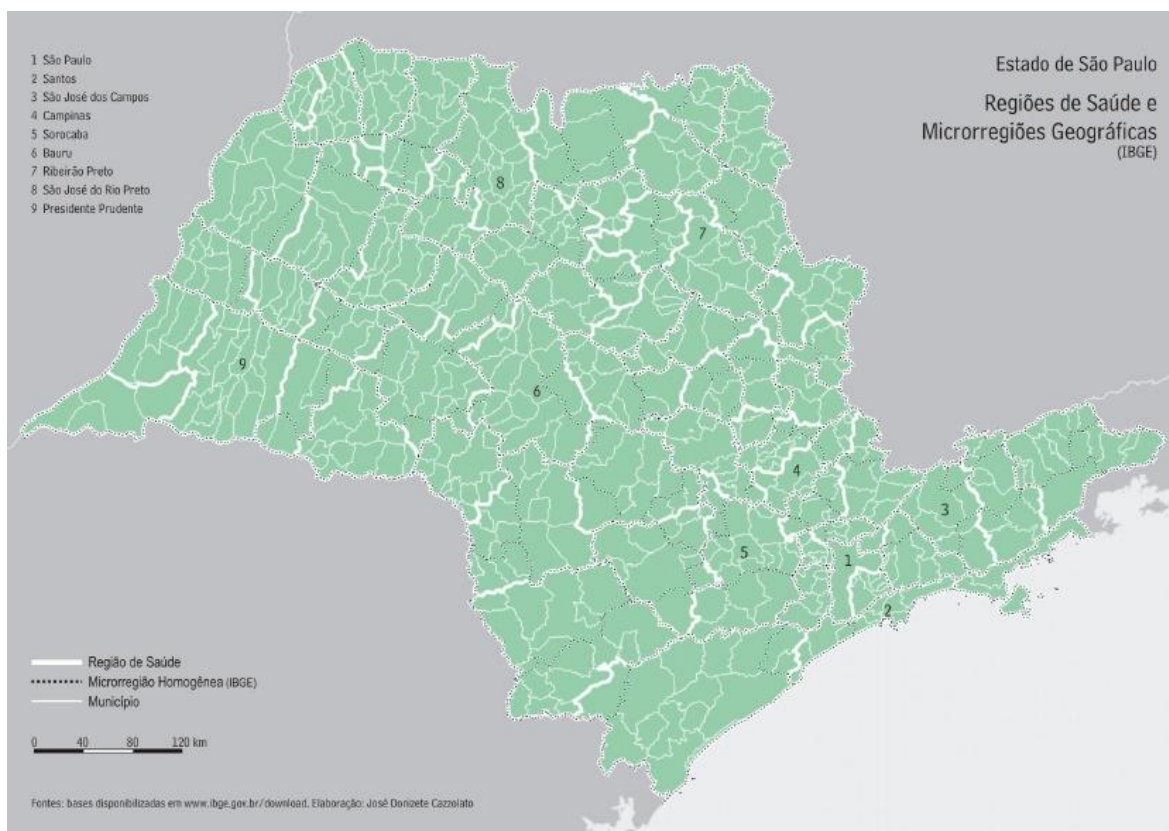 1 São Paulo
2 Santos
3 São José dos Campos
4 Campinas
5 Sorocaba
6 Bauru
7 Ribeirão Preto
8 São José do Rio Preto
9 Presidente Prudente
Estado de São Paulo
Regiões de Saúde e
Microrregiões Geográficas
(IBGE)
8
7
9
6
4
3
5
1
2
Região de Saúde
Microrregião Homogênea (IBGE)
Município
0 40 80 120 km
Fontes: bases disponibilizadas em www.ibge.gov.br/download. Elaboração: José Donizete Cazzolato